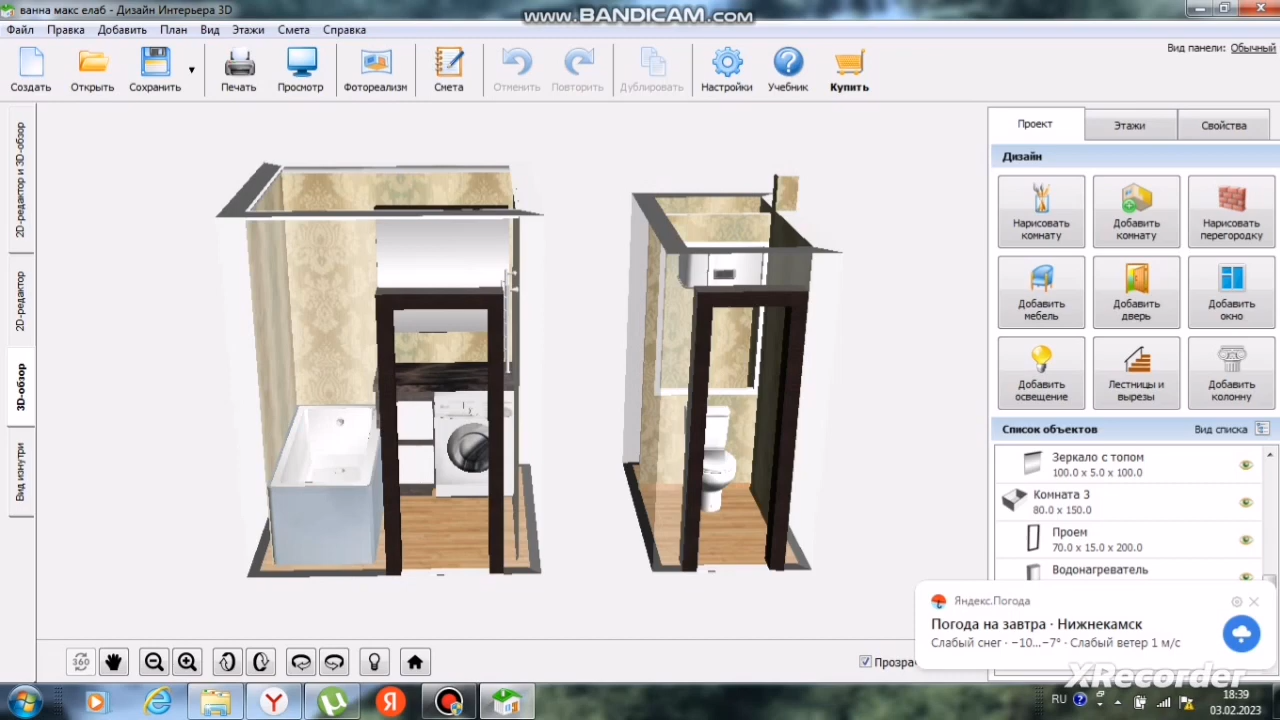 ванна макс елаб - Дизайн Интерьера 3D
www.BANDICAM.com
Файл Правка Добавить План Вид Этажи Смета Справка
Вид панели: Обычный
Создать Открыть Сохранить Печать Просмотр Фотореализм Смета Отменить Повторить Дублировать Настройки Учебник Купить
2D-редактор и 3D-обзор
2D-редактор
3D-обзор
Вид изнутри
Проект Этажи Свойства
Дизайн
Нарисовать комнату
Добавить комнату
Нарисовать перегородку
Добавить мебель
Добавить дверь
Добавить окно
Добавить освещение
Лестницы и вырезы
Добавить колонну
Список объектов Вид списка
Зеркало с топом
100.0 x 5.0 x 100.0
Комната 3
80.0 x 150.0
Проем
70.0 x 15.0 x 200.0
Водонагреватель
Яндекс.Погода
Погода на завтра · Нижнекамск
Слабый снег · −10...−7° · Слабый ветер 1 м/с
360
Прозра
XRecorder
RU
18:39
03.02.2023